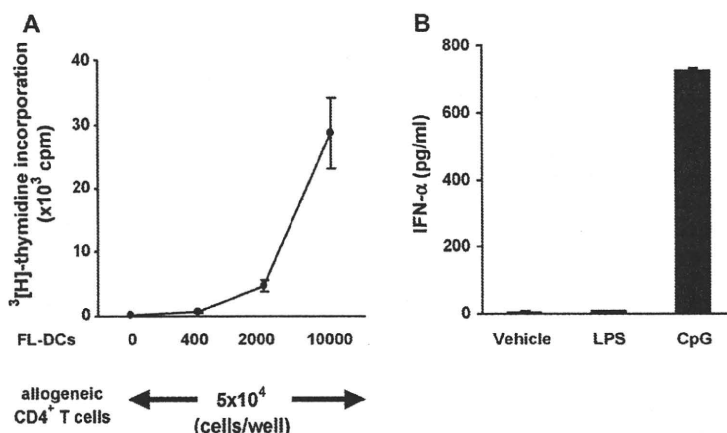 A
³[H]-thymidine incorporation
(x10³ cpm)
40
30
20
10
0
FL-DCs 0 400 2000 10000
allogeneic
CD4⁺ T cells
5x10⁴
(cells/well)
B
IFN-α (pg/ml)
800
600
400
200
0
Vehicle LPS CpG